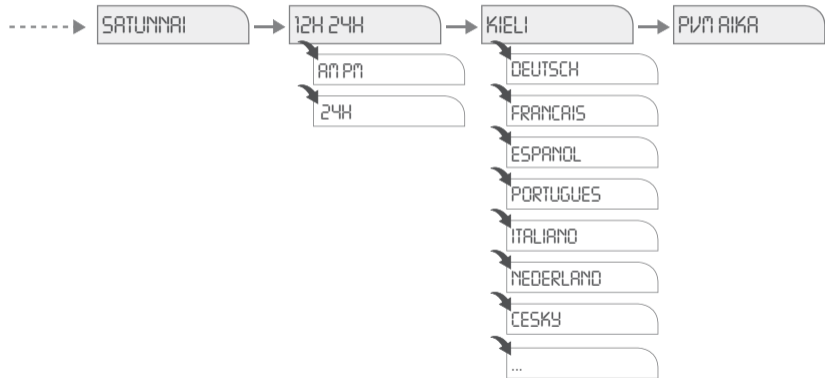 SATUNNAI
12H 24H
AM PM
24H
KIELI
DEUTSCH
FRANCAIS
ESPANOL
PORTUGUES
ITALIANO
NEDERLAND
CESKY
...
PVM AIKA